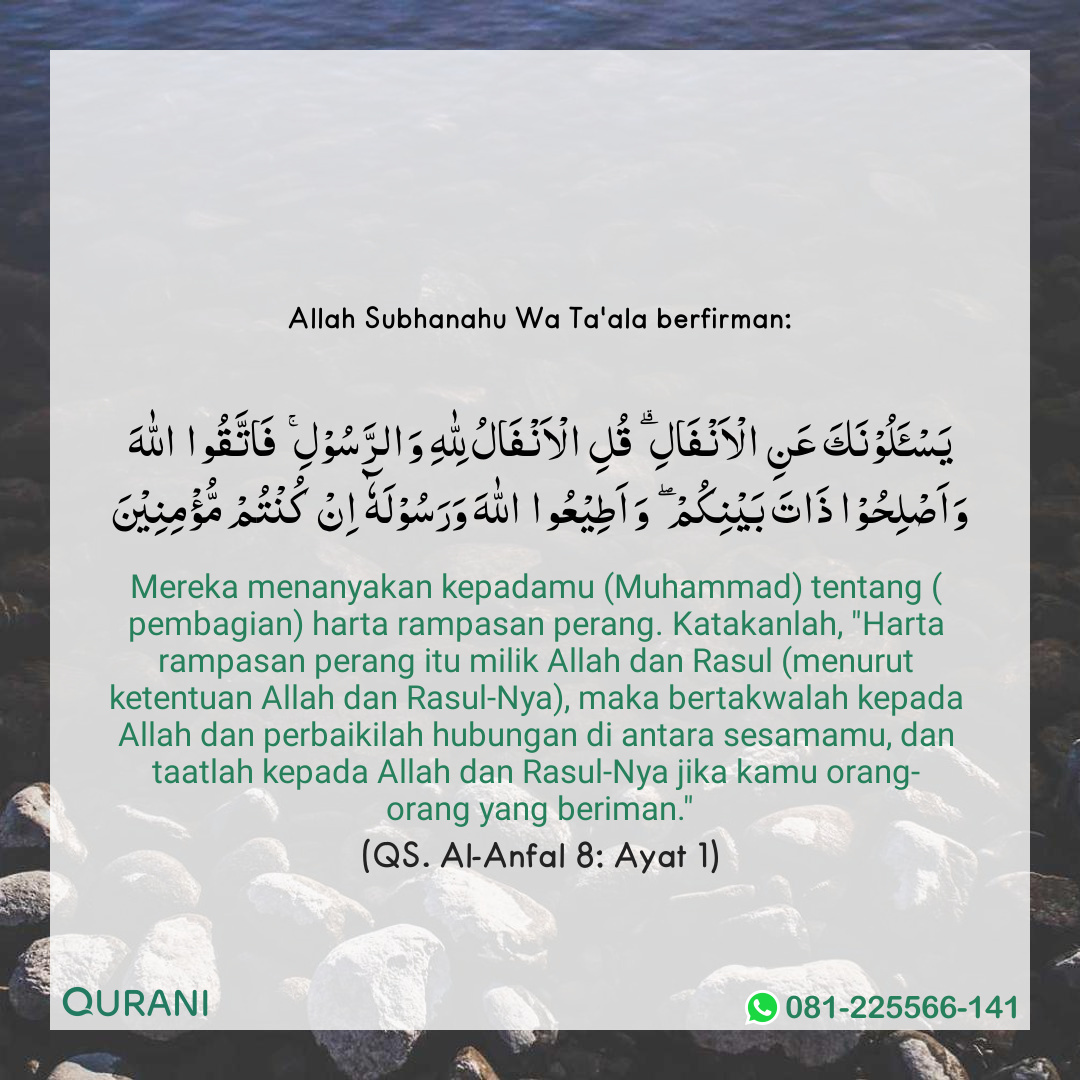 Allah Subhanahu Wa Ta'ala berfirman:
يَسْـَٔلُوْنَكَ عَنِ الْاَنْفَالِ ۗ قُلِ الْاَنْفَالُ لِلّٰهِ وَالرَّسُوْلِ ۚ فَاتَّقُوا اللّٰهَ
وَاَصْلِحُوْا ذَاتَ بَيْنِكُمْ ۖ وَاَطِيْعُوا اللّٰهَ وَرَسُوْلَهٗٓ اِنْ كُنْتُمْ مُّؤْمِنِيْنَ
Mereka menanyakan kepadamu (Muhammad) tentang (
pembagian) harta rampasan perang. Katakanlah, "Harta
rampasan perang itu milik Allah dan Rasul (menurut
ketentuan Allah dan Rasul-Nya), maka bertakwalah kepada
Allah dan perbaikilah hubungan di antara sesamamu, dan
taatlah kepada Allah dan Rasul-Nya jika kamu orang-
orang yang beriman."
(QS. Al-Anfal 8: Ayat 1)
QURANI
081-225566-141